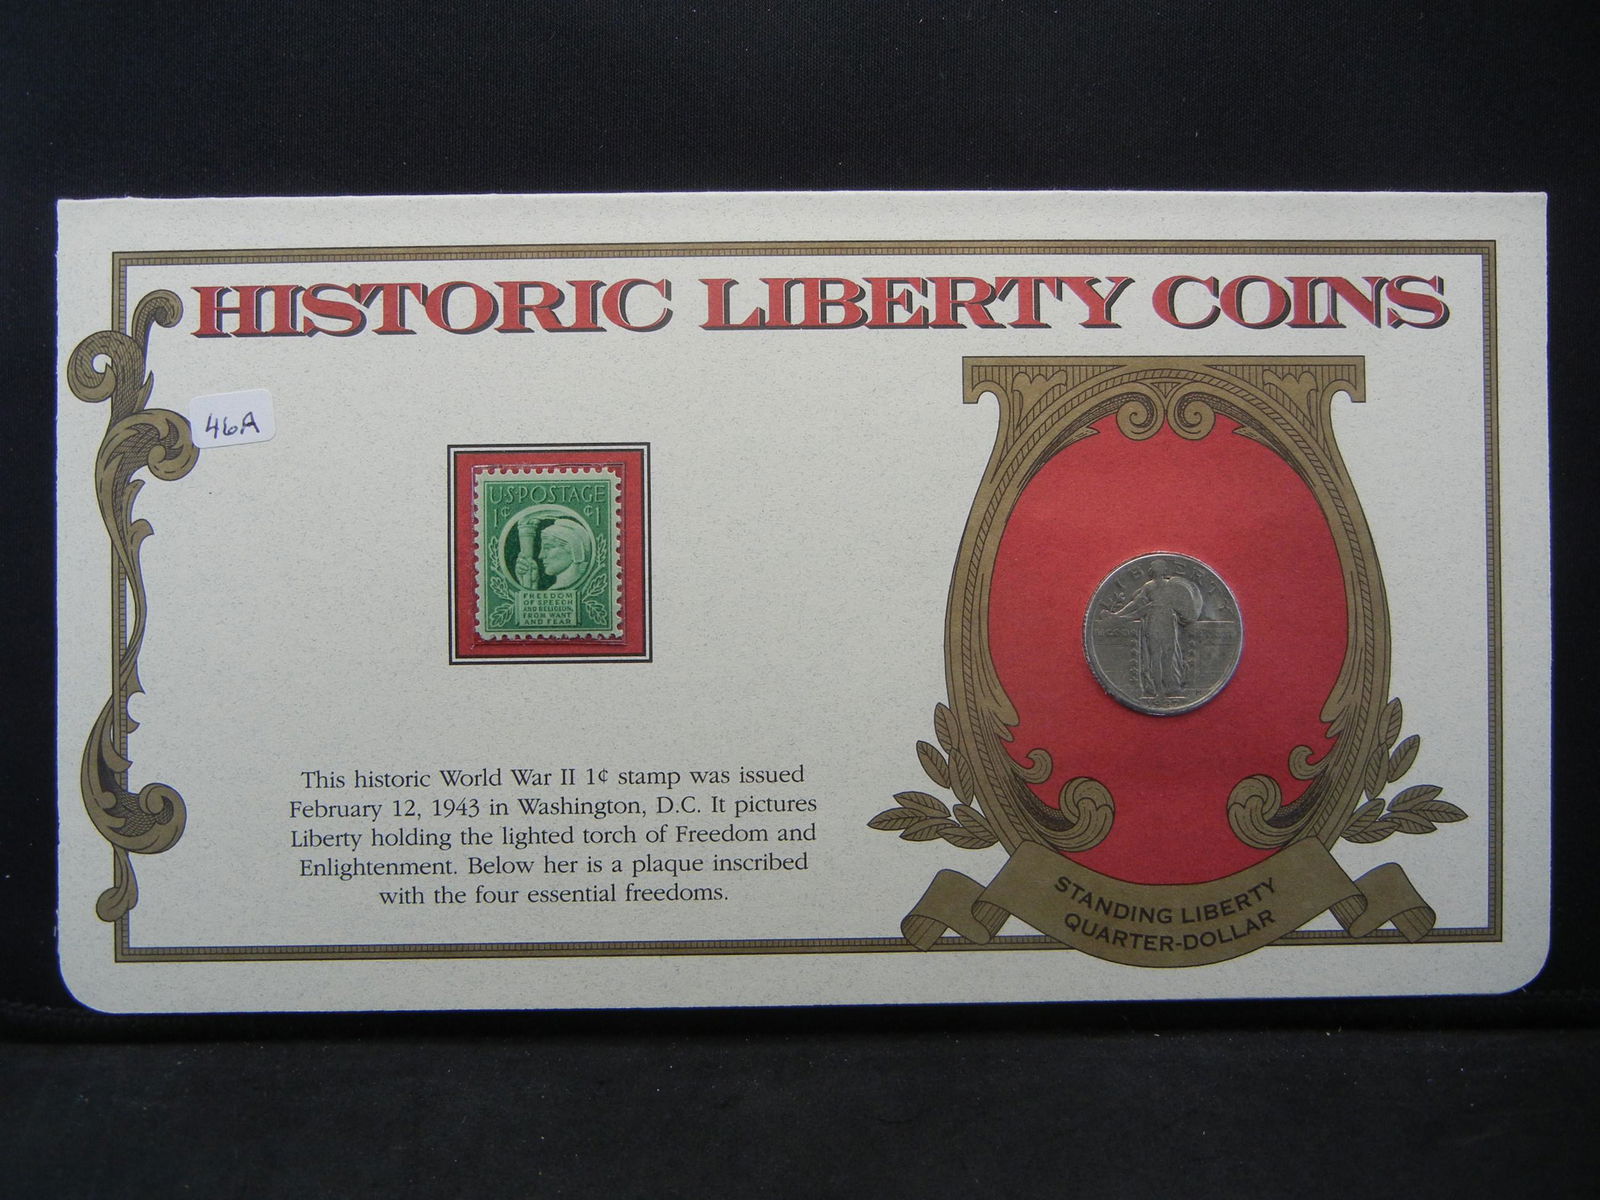 HISTORIC LIBERTY COINS
46A
U·S·POSTAGE
1¢ ¢1
FREEDOM
OF SPEECH
AND RELIGION,
FROM WANT
AND FEAR
LIBERTY
This historic World War II 1¢ stamp was issued
February 12, 1943 in Washington, D.C. It pictures
Liberty holding the lighted torch of Freedom and
Enlightenment. Below her is a plaque inscribed
with the four essential freedoms.
STANDING LIBERTY
QUARTER-DOLLAR